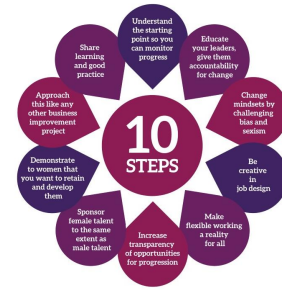 10
STEPS
Understand
the starting
point so you
can monitor
progress
Educate
your leaders,
give them
accountability
for change
Change
mindsets by
challenging
bias and
sexism
Be
creative
in
job design
Make
flexible working
a reality
for all
Increase
transparency
of opportunities
for progression
Sponsor
female talent
to the same
extent as
male talent
Demonstrate
to women that
you want to retain
and develop
them
Approach
this like any
other business
improvement
project
Share
learning
and good
practice